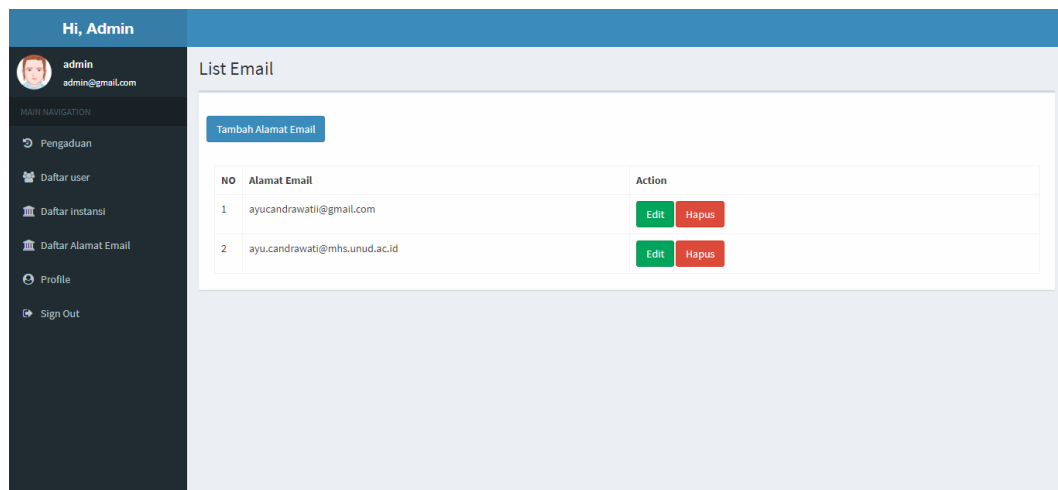 Hi, Admin
admin
admin@gmail.com
MAIN NAVIGATION
Pengaduan
Daftar user
Daftar instansi
Daftar Alamat Email
Profile
Sign Out
List Email
Tambah Alamat Email
NO Alamat Email Action
1 ayucandrawatii@gmail.com Edit Hapus
2 ayu.candrawati@mhs.unud.ac.id Edit Hapus